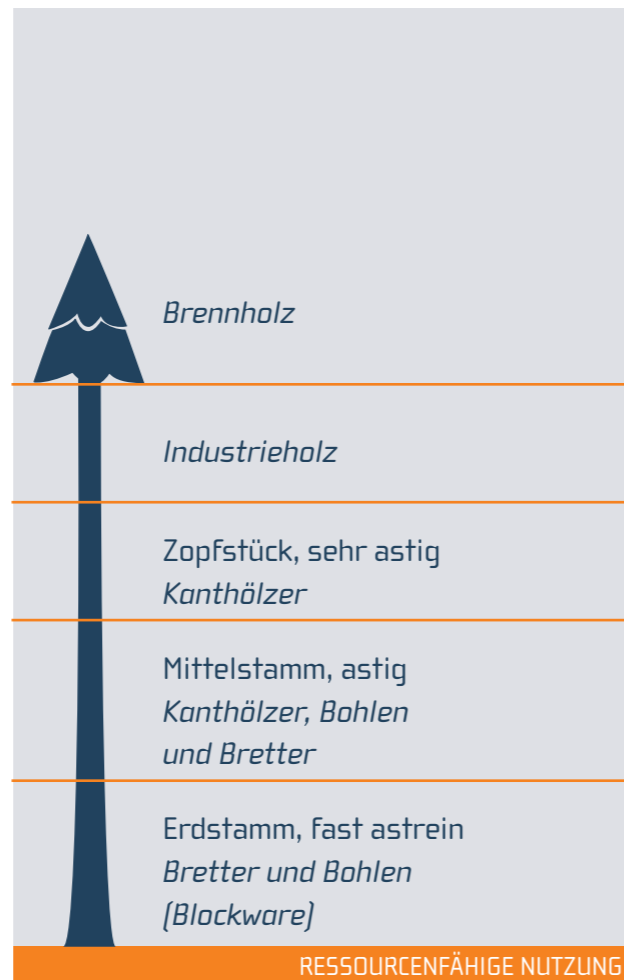 Brennholz
Industrieholz
Zopfstück, sehr astig
Kanthölzer
Mittelstamm, astig
Kanthölzer, Bohlen
und Bretter
Erdstamm, fast astrein
Bretter und Bohlen
(Blockware)
RESSOURCENFÄHIGE NUTZUNG